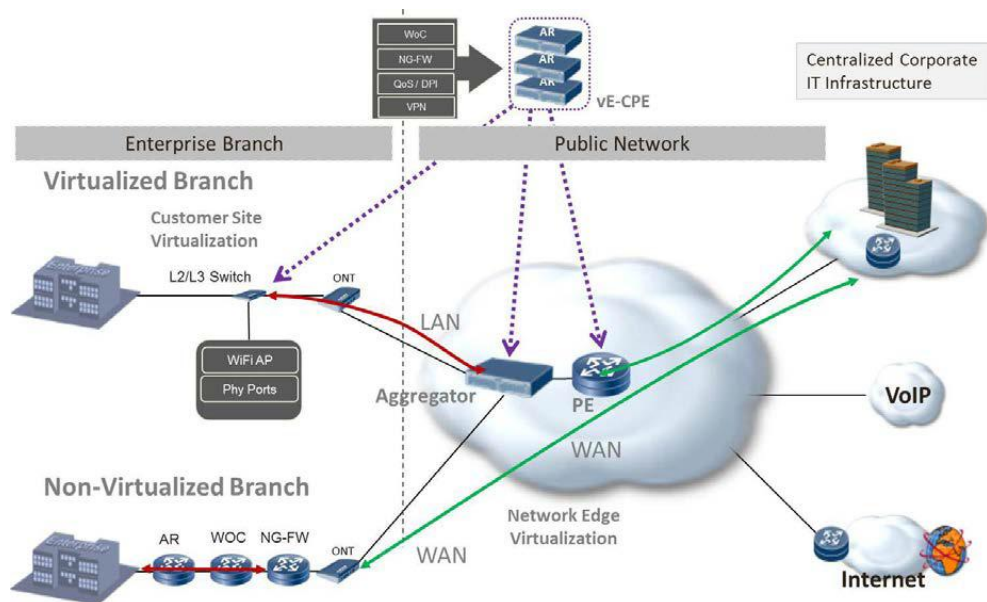 WoC
NG-FW
QoS / DPI
VPN
AR
AR
AR
vE-CPE
Centralized Corporate
IT Infrastructure
Enterprise Branch
Public Network
Virtualized Branch
Customer Site
Virtualization
Enterprise
L2/L3 Switch
ONT
LAN
WiFi AP
Phy Ports
Aggregator
PE
VoIP
WAN
Non-Virtualized Branch
Network Edge
Virtualization
Enterprise
AR
WOC
NG-FW
ONT
WAN
Internet